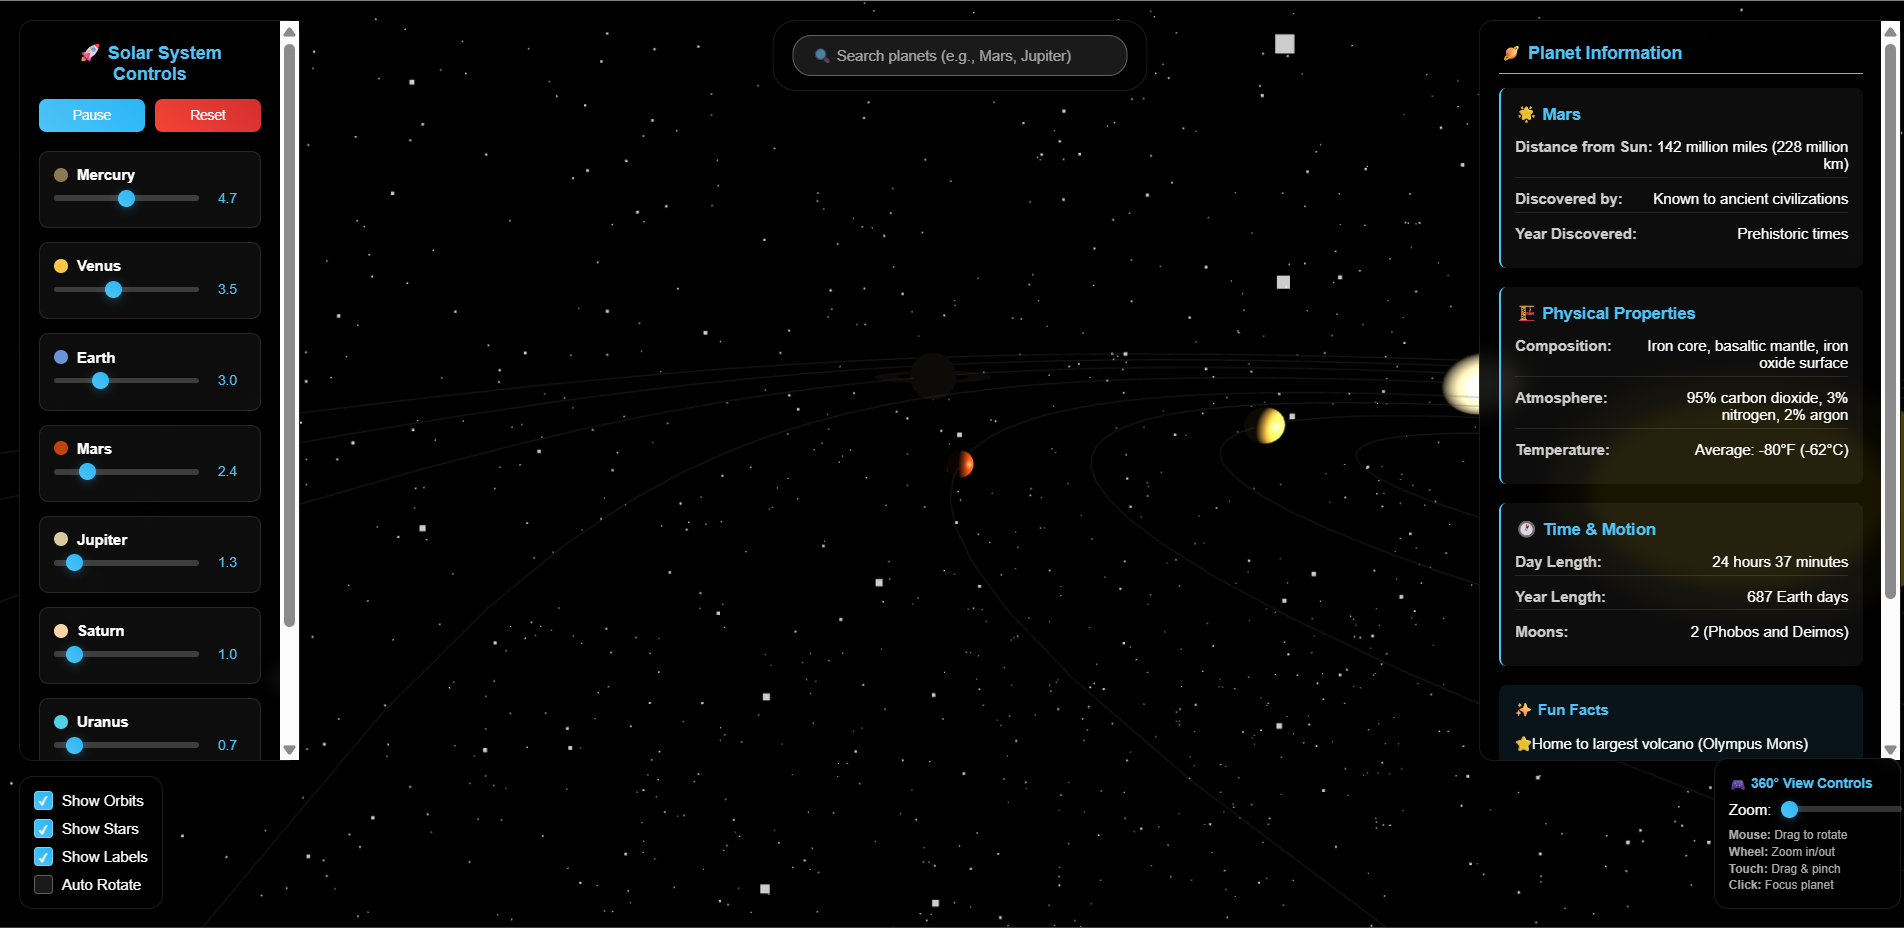 🚀 Solar System
Controls
Pause
Reset
Mercury
4.7
Venus
3.5
Earth
3.0
Mars
2.4
Jupiter
1.3
Saturn
1.0
Uranus
0.7
Show Orbits
Show Stars
Show Labels
Auto Rotate
🔍 Search planets (e.g., Mars, Jupiter)
🪐 Planet Information
🌟 Mars
Distance from Sun: 142 million miles (228 million
km)
Discovered by: Known to ancient civilizations
Year Discovered: Prehistoric times
🏗️ Physical Properties
Composition: Iron core, basaltic mantle, iron
oxide surface
Atmosphere: 95% carbon dioxide, 3%
nitrogen, 2% argon
Temperature: Average: -80°F (-62°C)
🕐 Time & Motion
Day Length: 24 hours 37 minutes
Year Length: 687 Earth days
Moons: 2 (Phobos and Deimos)
✨ Fun Facts
⭐Home to largest volcano (Olympus Mons)
🎮 360° View Controls
Zoom:
Mouse: Drag to rotate
Wheel: Zoom in/out
Touch: Drag & pinch
Click: Focus planet